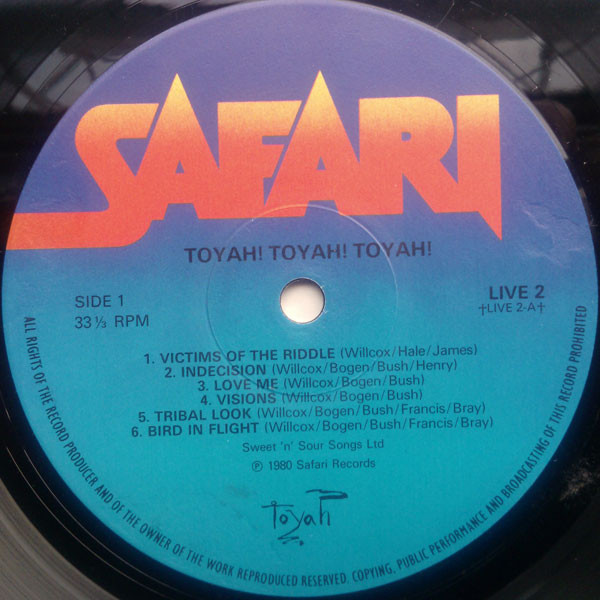 SAFARI
TOYAH! TOYAH! TOYAH!
SIDE 1
33⅓ RPM
LIVE 2
†LIVE 2-A†
1. VICTIMS OF THE RIDDLE (Willcox/Hale/James)
2. INDECISION (Willcox/Bogen/Bush/Henry)
3. LOVE ME (Willcox/Bogen/Bush)
4. VISIONS (Willcox/Bogen/Bush)
5. TRIBAL LOOK (Willcox/Bogen/Bush/Francis/Bray)
6. BIRD IN FLIGHT (Willcox/Bogen/Bush/Francis/Bray)
Sweet 'n' Sour Songs Ltd
℗ 1980 Safari Records
toyah
ALL RIGHTS OF THE RECORD PRODUCER AND OF THE OWNER OF THE WORK REPRODUCED RESERVED. COPYING, PUBLIC PERFORMANCE AND BROADCASTING OF THIS RECORD PROHIBITED